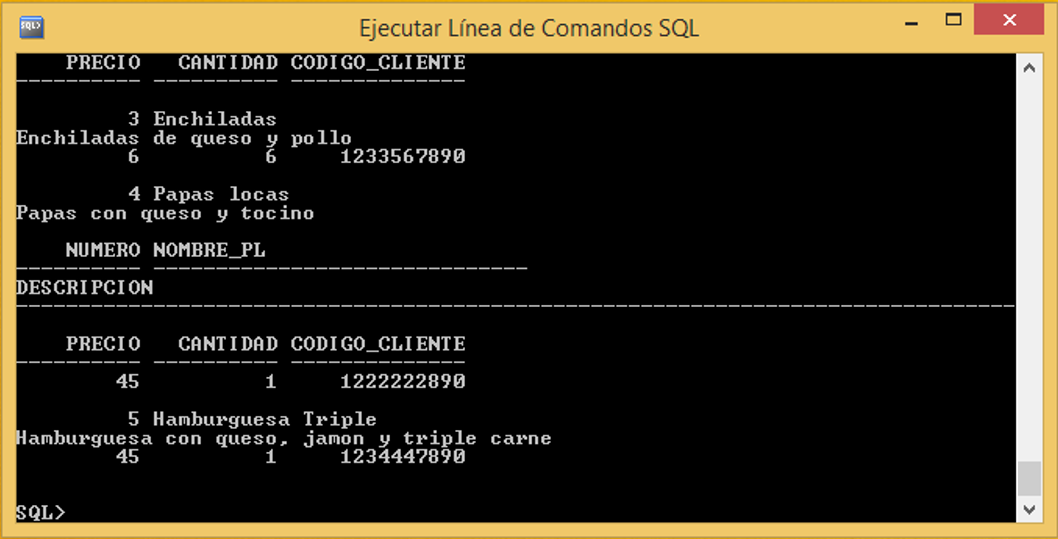 SQL>
Ejecutar Línea de Comandos SQL
PRECIO CANTIDAD CODIGO_CLIENTE
---------- ---------- --------------
3 Enchiladas
Enchiladas de queso y pollo
6 6 1233567890
4 Papas locas
Papas con queso y tocino
NUMERO NOMBRE_PL
---------- ------------------------------
DESCRIPCION
--------------------------------------------------------------------------------
PRECIO CANTIDAD CODIGO_CLIENTE
---------- ---------- --------------
45 1 1222222890
5 Hamburguesa Triple
Hamburguesa con queso, jamon y triple carne
45 1 1234447890
SQL>